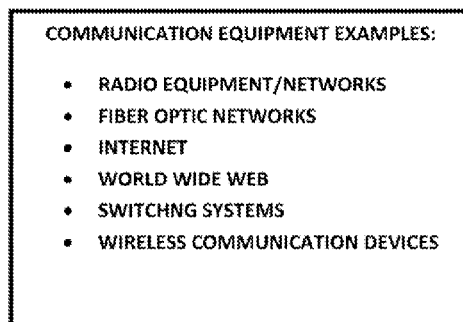 COMMUNICATION EQUIPMENT EXAMPLES:
• RADIO EQUIPMENT/NETWORKS
• FIBER OPTIC NETWORKS
• INTERNET
• WORLD WIDE WEB
• SWITCHNG SYSTEMS
• WIRELESS COMMUNICATION DEVICES